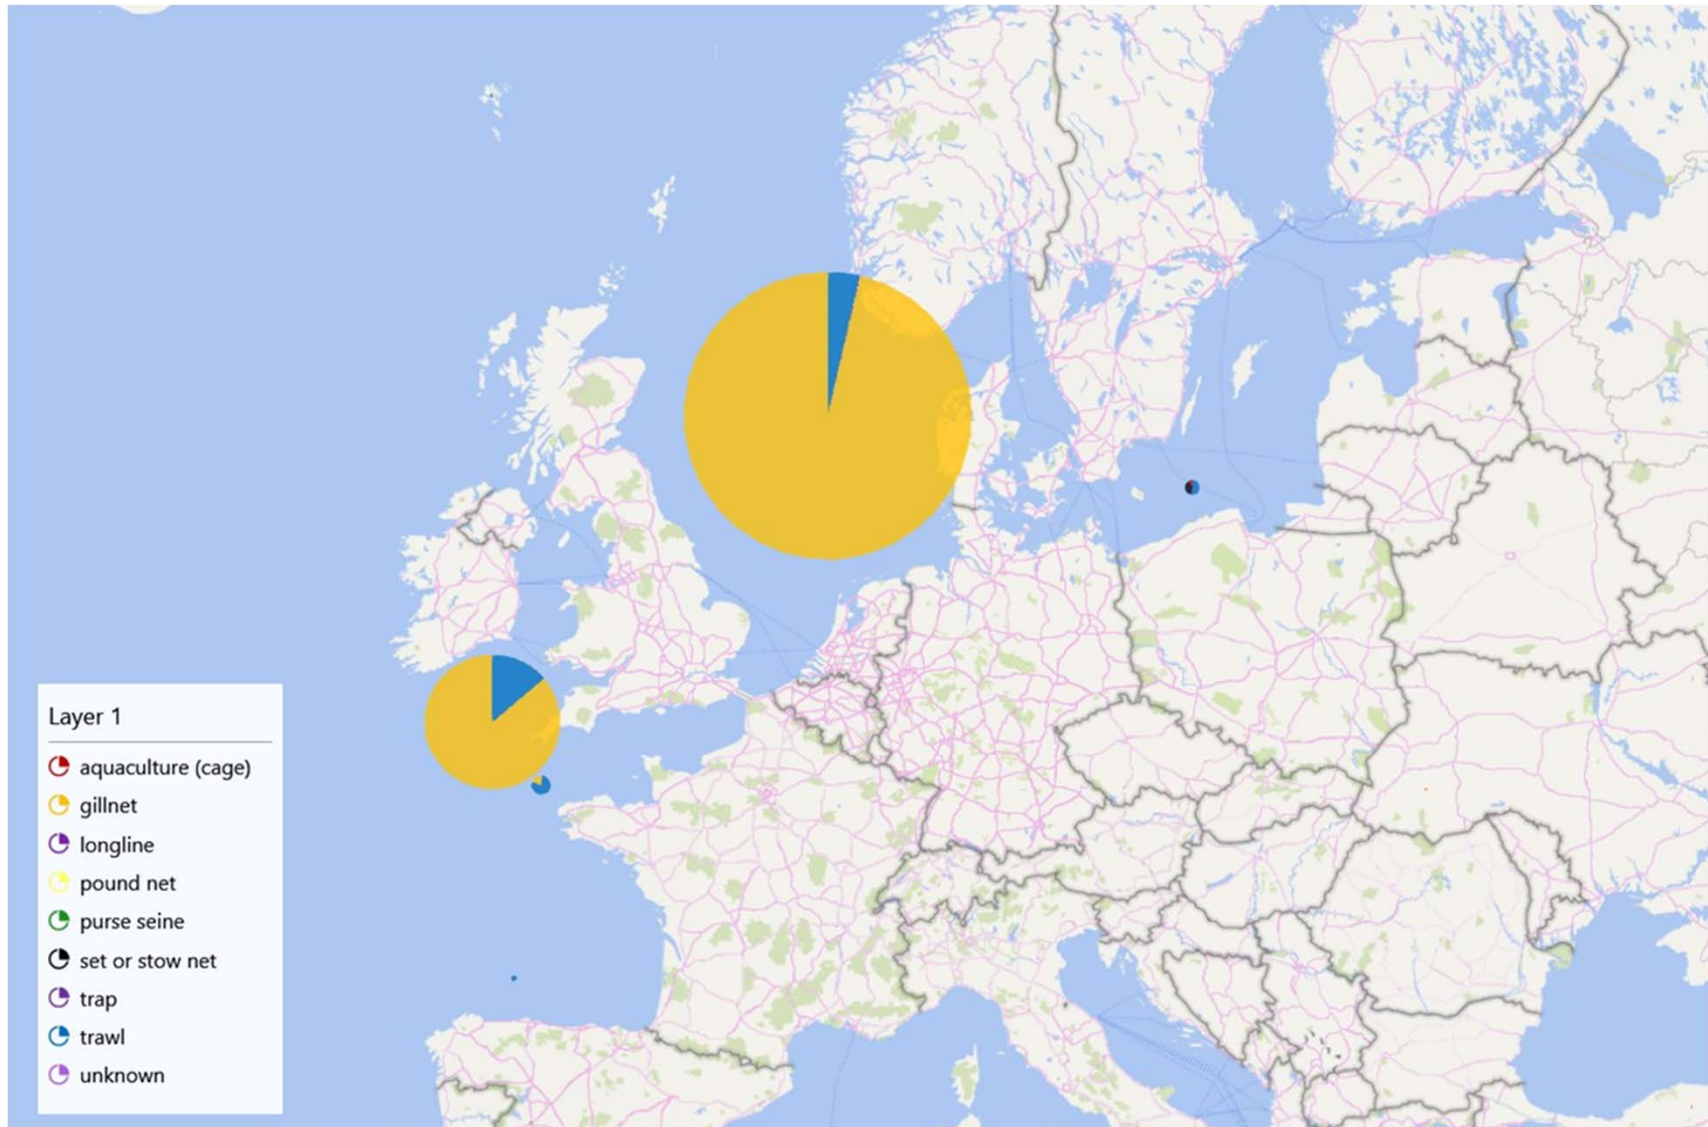 Layer 1
aquaculture (cage)
gillnet
longline
pound net
purse seine
set or stow net
trap
trawl
unknown